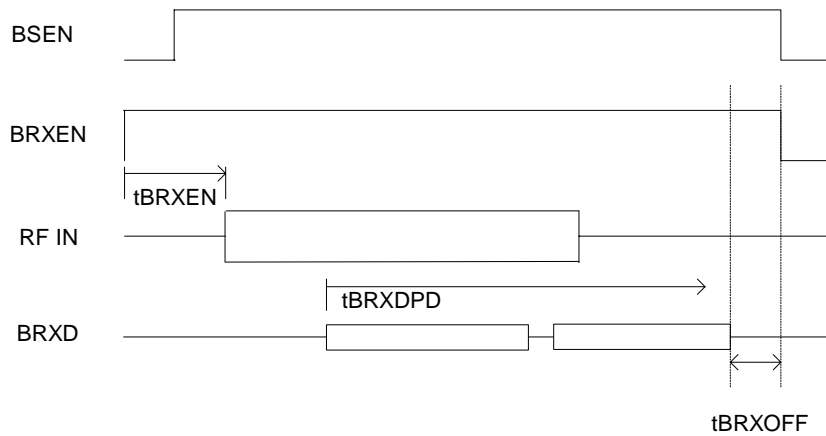 BSEN
BRXEN
tBRXEN
RF IN
tBRXDPD
BRXD
tBRXOFF